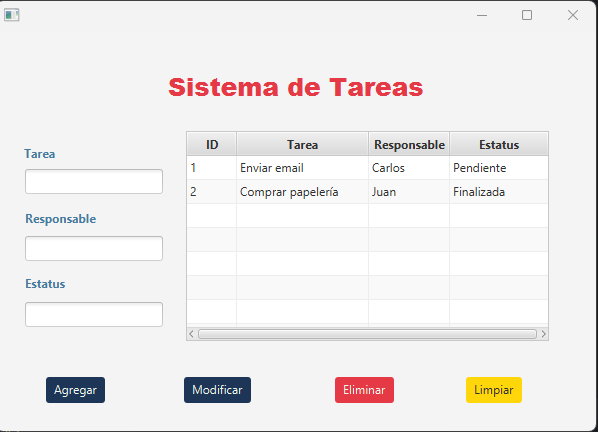 Sistema de Tareas
Tarea
Responsable
Estatus
ID Tarea Responsable Estatus
1 Enviar email Carlos Pendiente
2 Comprar papelería Juan Finalizada
Agregar Modificar Eliminar Limpiar